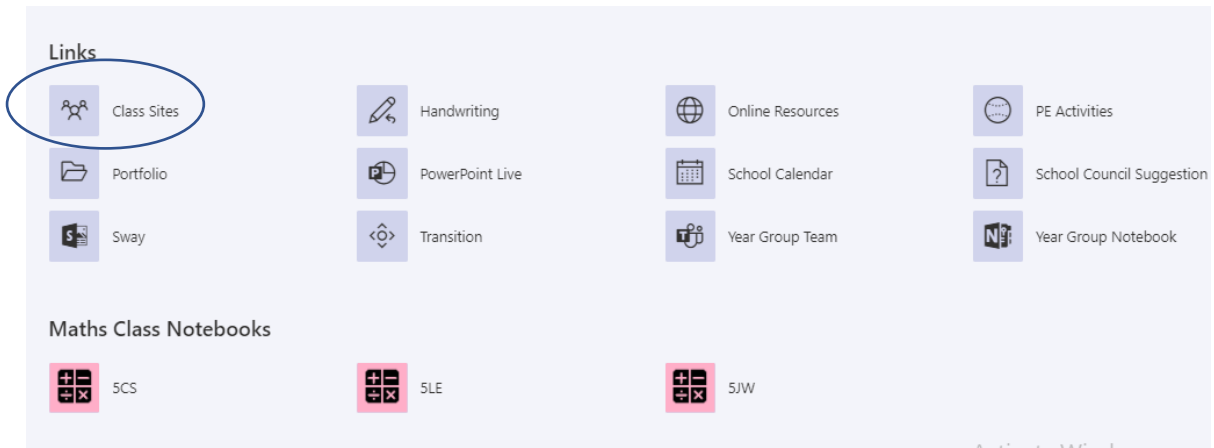 Links
Class Sites Handwriting Online Resources PE Activities
Portfolio PowerPoint Live School Calendar School Council Suggestion
Sway Transition Year Group Team Year Group Notebook
Maths Class Notebooks
5CS 5LE 5JW